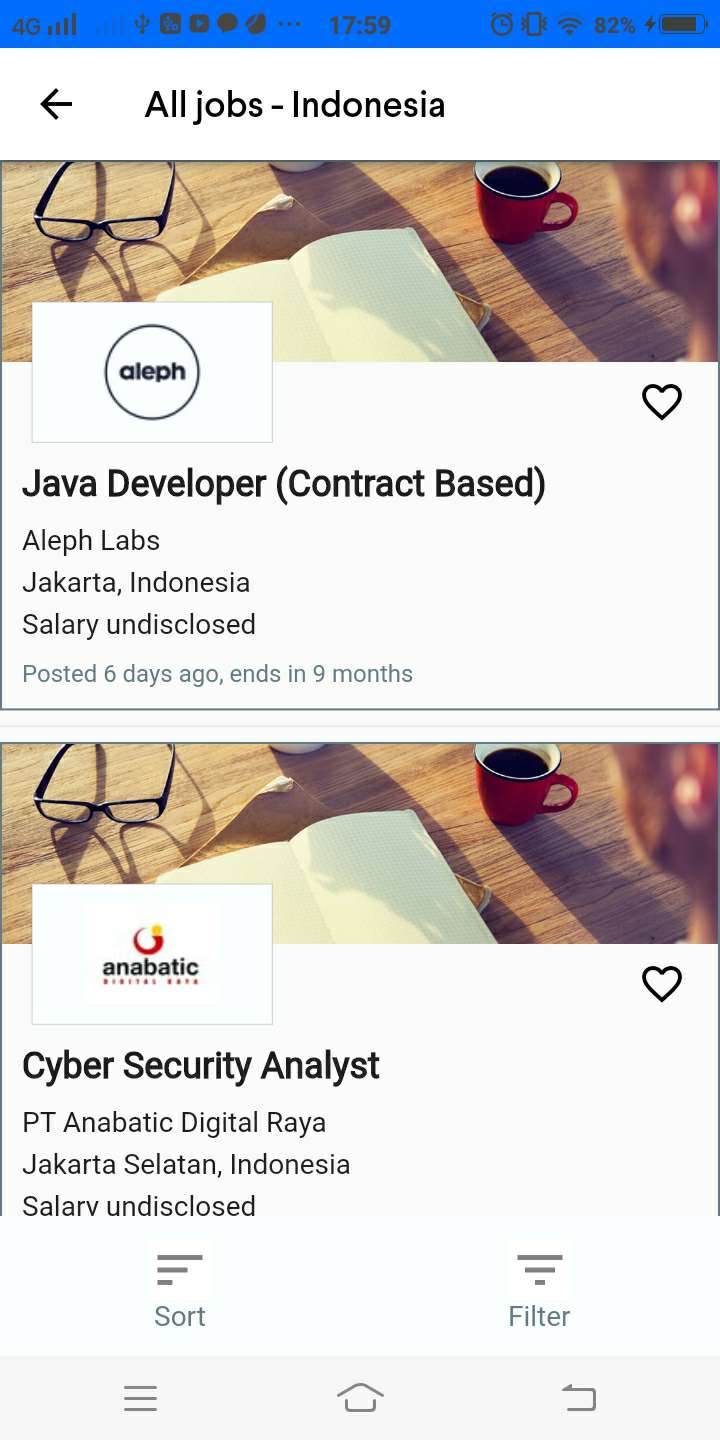 4G 17:59 82%
All jobs - Indonesia
aleph
Java Developer (Contract Based)
Aleph Labs
Jakarta, Indonesia
Salary undisclosed
Posted 6 days ago, ends in 9 months
anabatic
DIGITAL RAYA
Cyber Security Analyst
PT Anabatic Digital Raya
Jakarta Selatan, Indonesia
Salary undisclosed
Sort Filter